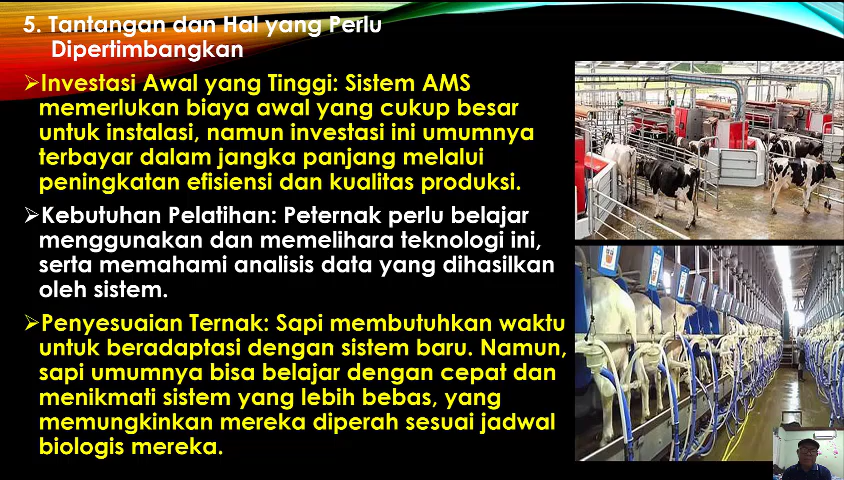 5. Tantangan dan Hal yang Perlu
Dipertimbangkan
➢Investasi Awal yang Tinggi: Sistem AMS
memerlukan biaya awal yang cukup besar
untuk instalasi, namun investasi ini umumnya
terbayar dalam jangka panjang melalui
peningkatan efisiensi dan kualitas produksi.
➢Kebutuhan Pelatihan: Peternak perlu belajar
menggunakan dan memelihara teknologi ini,
serta memahami analisis data yang dihasilkan
oleh sistem.
➢Penyesuaian Ternak: Sapi membutuhkan waktu
untuk beradaptasi dengan sistem baru. Namun,
sapi umumnya bisa belajar dengan cepat dan
menikmati sistem yang lebih bebas, yang
memungkinkan mereka diperah sesuai jadwal
biologis mereka.